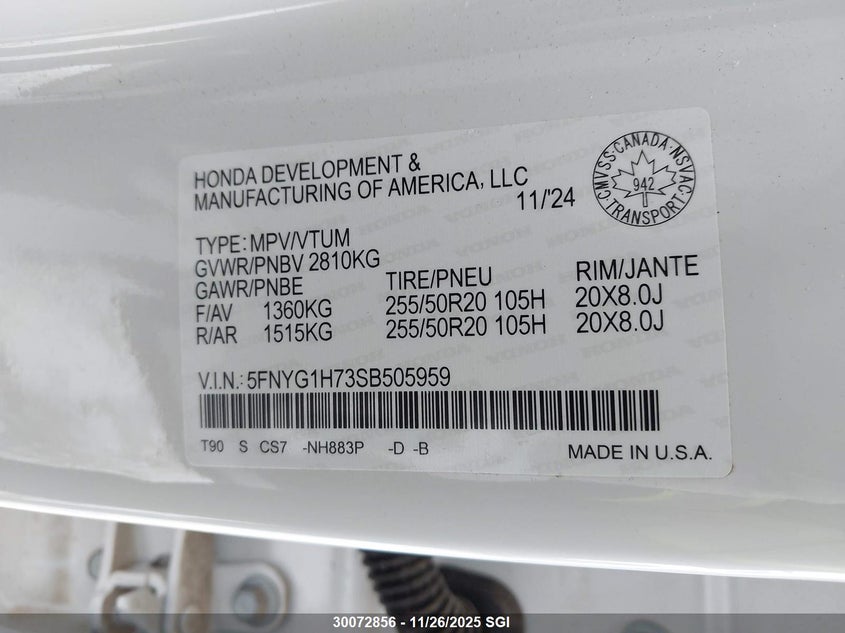 HONDA DEVELOPMENT &
MANUFACTURING OF AMERICA, LLC
11/'24
CMVSS·CANADA·NSVAC
942
TRANSPORT
TYPE: MPV/VTUM
GVWR/PNBV 2810KG
GAWR/PNBE TIRE/PNEU RIM/JANTE
F/AV 1360KG 255/50R20 105H 20X8.0J
R/AR 1515KG 255/50R20 105H 20X8.0J
V.I.N.: 5FNYG1H73SB505959
T90 S CS7 -NH883P -D -B MADE IN U.S.A.
30072856 - 11/26/2025 SGI